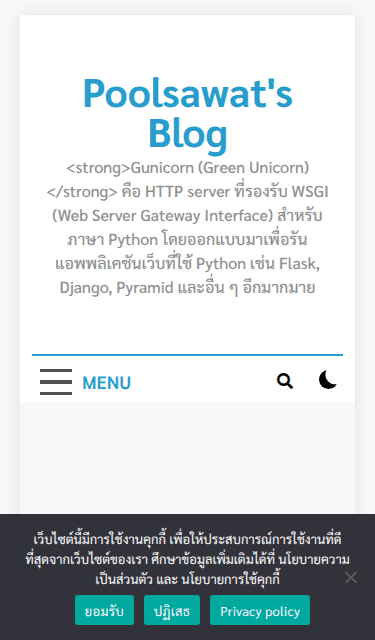 Poolsawat's
Blog
<strong>Gunicorn (Green Unicorn)
</strong> คือ HTTP server ที่รองรับ WSGI
(Web Server Gateway Interface) สำหรับ
ภาษา Python โดยออกแบบมาเพื่อรัน
แอพพลิเคชันเว็บที่ใช้ Python เช่น Flask,
Django, Pyramid และอื่น ๆ อีกมากมาย
MENU
เว็บไซต์นี้มีการใช้งานคุกกี้ เพื่อให้ประสบการณ์การใช้งานที่ดี
ที่สุดจากเว็บไซต์ของเรา ศึกษาข้อมูลเพิ่มเติมได้ที่ นโยบายความ
เป็นส่วนตัว และ นโยบายการใช้คุกกี้
ยอมรับ ปฏิเสธ Privacy policy